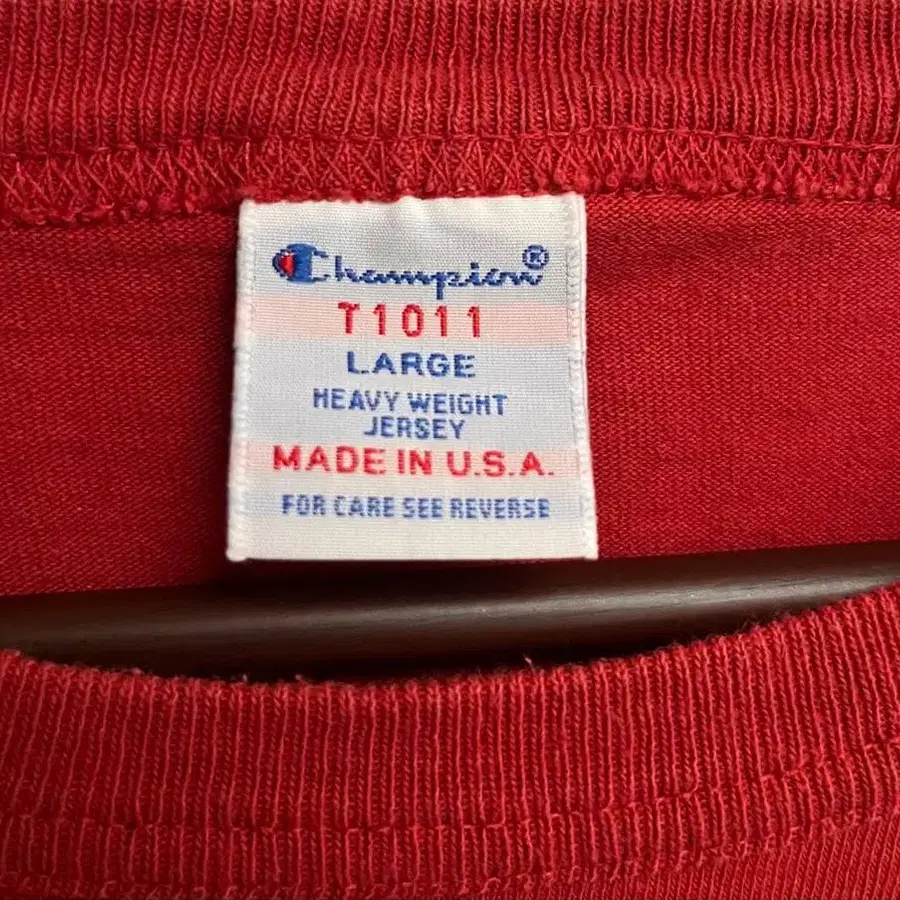 Champion®
T1011
LARGE
HEAVY WEIGHT
JERSEY
MADE IN U.S.A.
FOR CARE SEE REVERSE